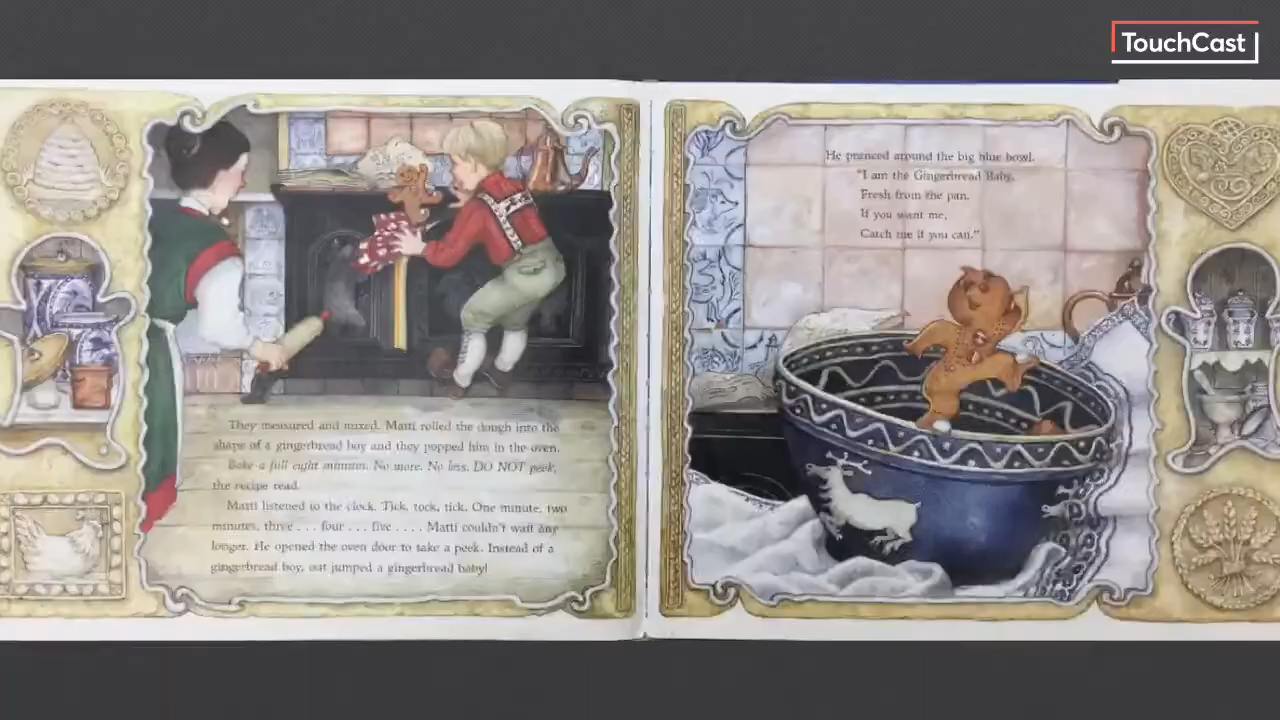 TouchCast
They measured and mixed. Matti rolled the dough into the
shape of a gingerbread boy and they popped him in the oven.
Bake a full eight minutes. No more. No less. DO NOT peek,
the recipe read.
Matti listened to the clock. Tick, tock, tick. One minute, two
minutes, three . . . four . . . five . . . . Matti couldn't wait any
longer. He opened the oven door to take a peek. Instead of a
gingerbread boy, out jumped a gingerbread baby!
He pranced around the big blue bowl.
"I am the Gingerbread Baby,
Fresh from the pan.
If you want me,
Catch me if you can."